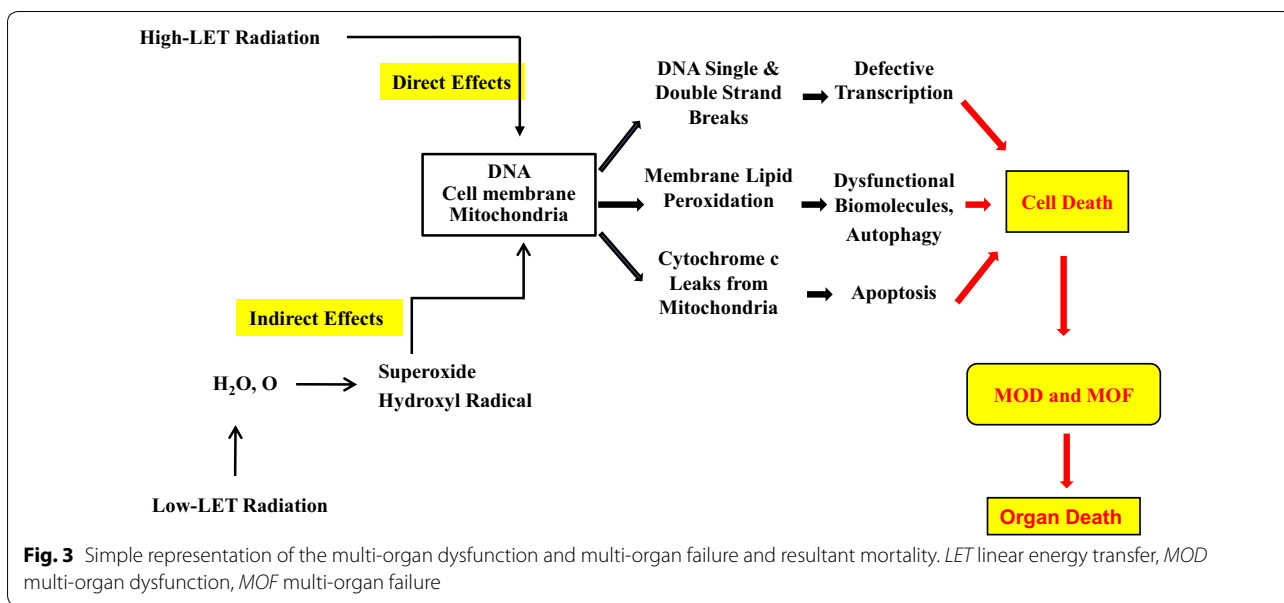 High-LET Radiation
Direct Effects
DNA Single &
Double Strand
Breaks
Defective
Transcription
DNA
Cell membrane
Mitochondria
Membrane Lipid
Peroxidation
Dysfunctional
Biomolecules,
Autophagy
Cell Death
Cytochrome c
Leaks from
Mitochondria
Apoptosis
Indirect Effects
H₂O, O
Superoxide
Hydroxyl Radical
Low-LET Radiation
MOD and MOF
Organ Death
Fig. 3 Simple representation of the multi-organ dysfunction and multi-organ failure and resultant mortality. LET linear energy transfer, MOD
multi-organ dysfunction, MOF multi-organ failure